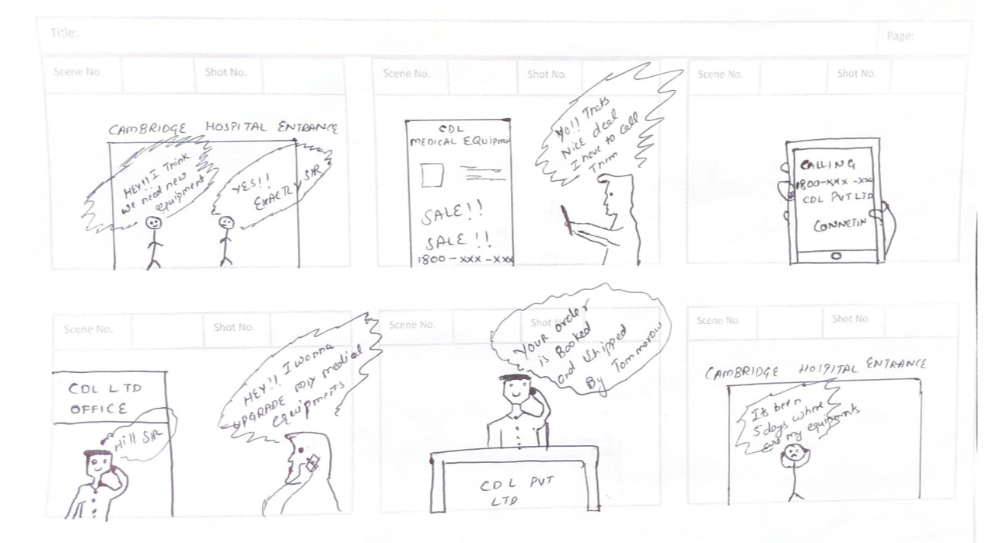 Title:
Page:
Scene No.
Shot No.
CAMBRIDGE HOSPITAL ENTRANCE
HEY!! I Think
we need new
equipment
YES!!
ExACTLY SIR
Scene No.
Shot No.
CDL
MEDICAL EQUipmen
SALE!!
SALE!!
1800-xxx-xxx
Yo!! Thats
Nice deal
I have to call
Them
Scene No.
Shot No.
CALLING
1800-xxx-xxx
CDL PVT LTD
CONNETIN
Scene No.
Shot No.
CDL LTD
OFFICE
Hi!! SIR
HEY!! I wanna
UPGRADE my medical
equipments
Scene No.
Shot N
YOUR order
is Booked
and Shipped
By Tommorow
CDL PVT
LTD
Scene No.
Shot No.
CAMBRIDGE HOSPITAL ENTRANCE
Its been
5 days where
are my equipments